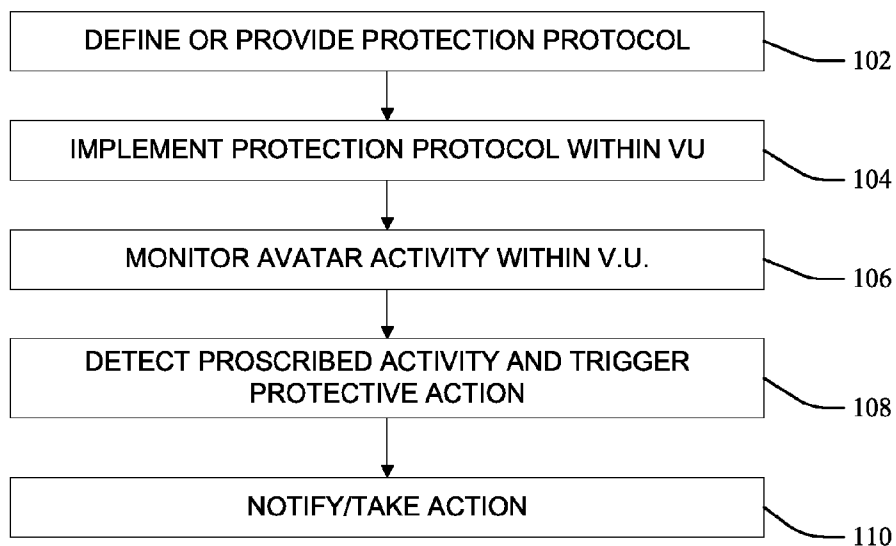 DEFINE OR PROVIDE PROTECTION PROTOCOL
102
IMPLEMENT PROTECTION PROTOCOL WITHIN VU
104
MONITOR AVATAR ACTIVITY WITHIN V.U.
106
DETECT PROSCRIBED ACTIVITY AND TRIGGER
PROTECTIVE ACTION
108
NOTIFY/TAKE ACTION
110